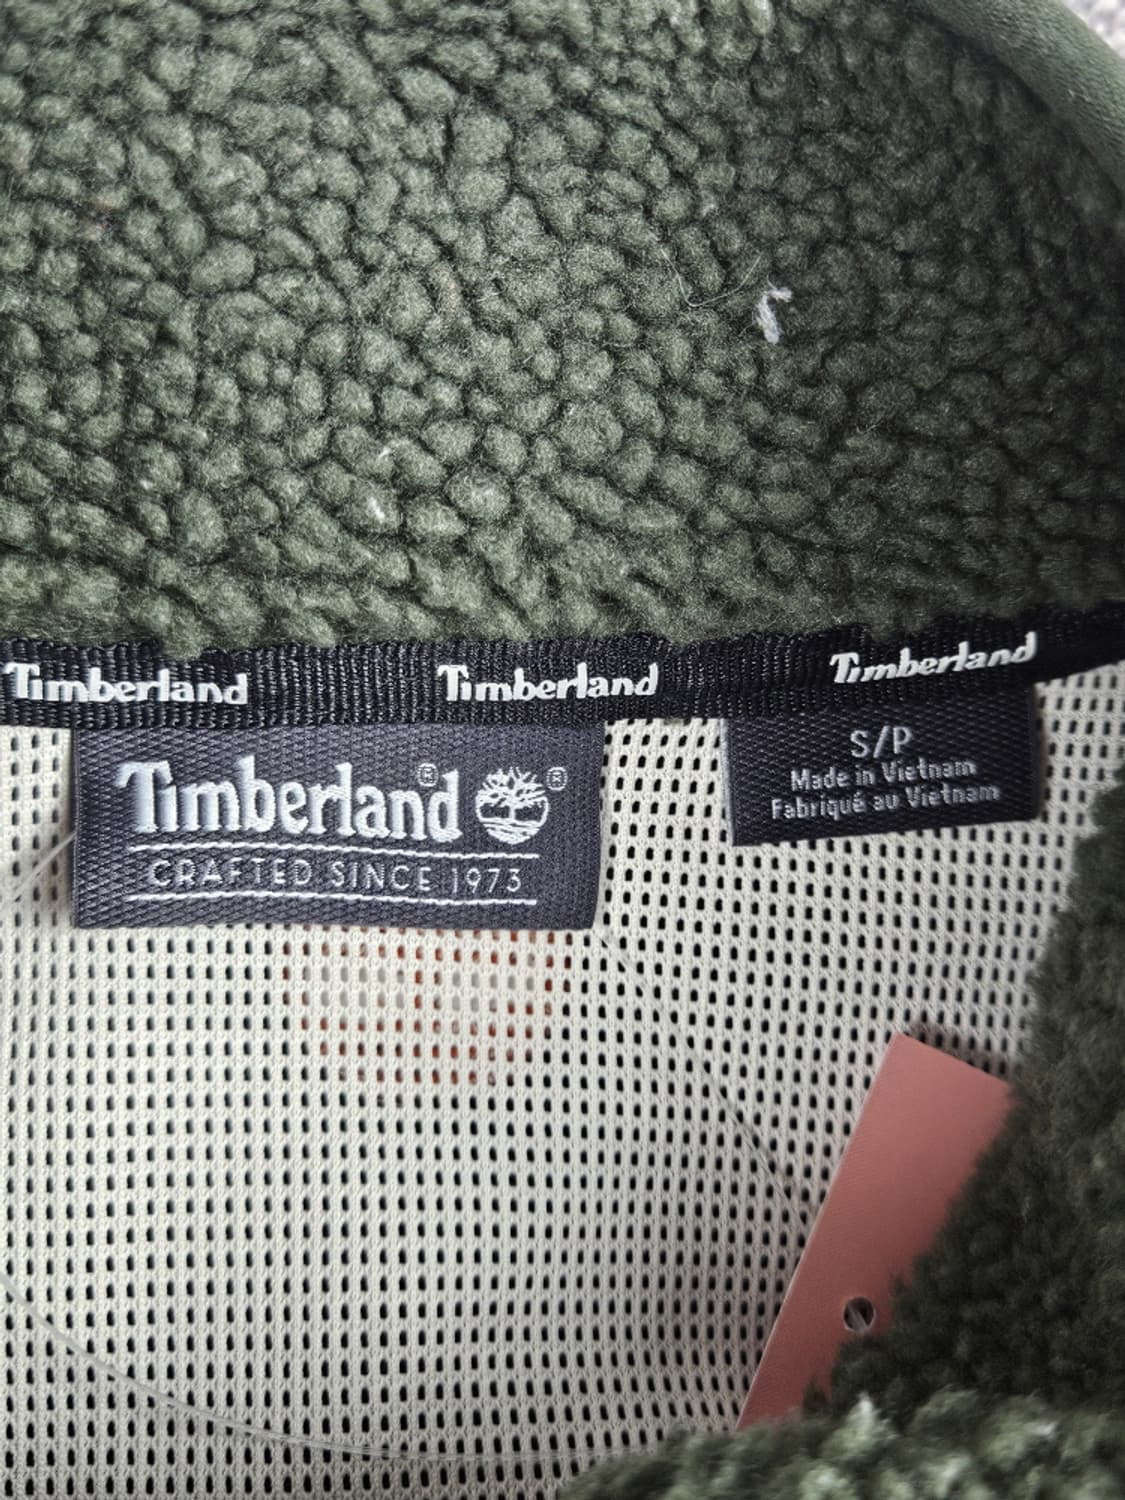 Timberland Timberland Timberland
Timberland® ®
CRAFTED SINCE 1973
S/P
Made in Vietnam
Fabriqué au Vietnam